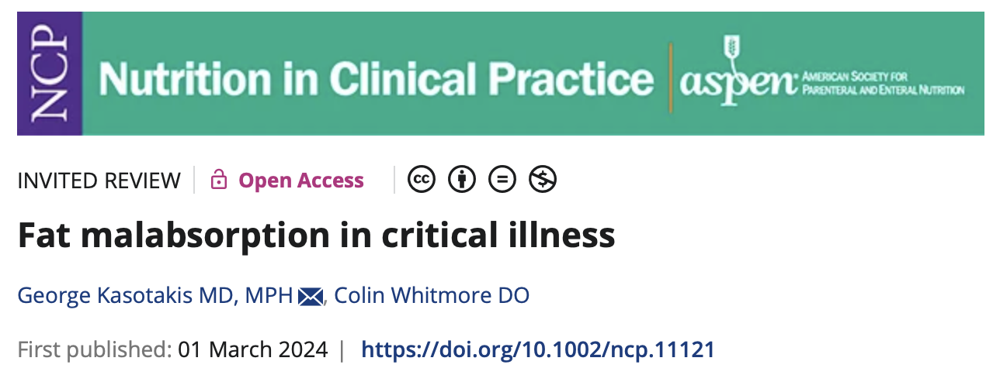 NCP
Nutrition in Clinical Practice
aspen®
AMERICAN SOCIETY FOR
PARENTERAL AND ENTERAL NUTRITION
INVITED REVIEW
Open Access
cc
Fat malabsorption in critical illness
George Kasotakis MD, MPH, Colin Whitmore DO
First published: 01 March 2024 | https://doi.org/10.1002/ncp.11121